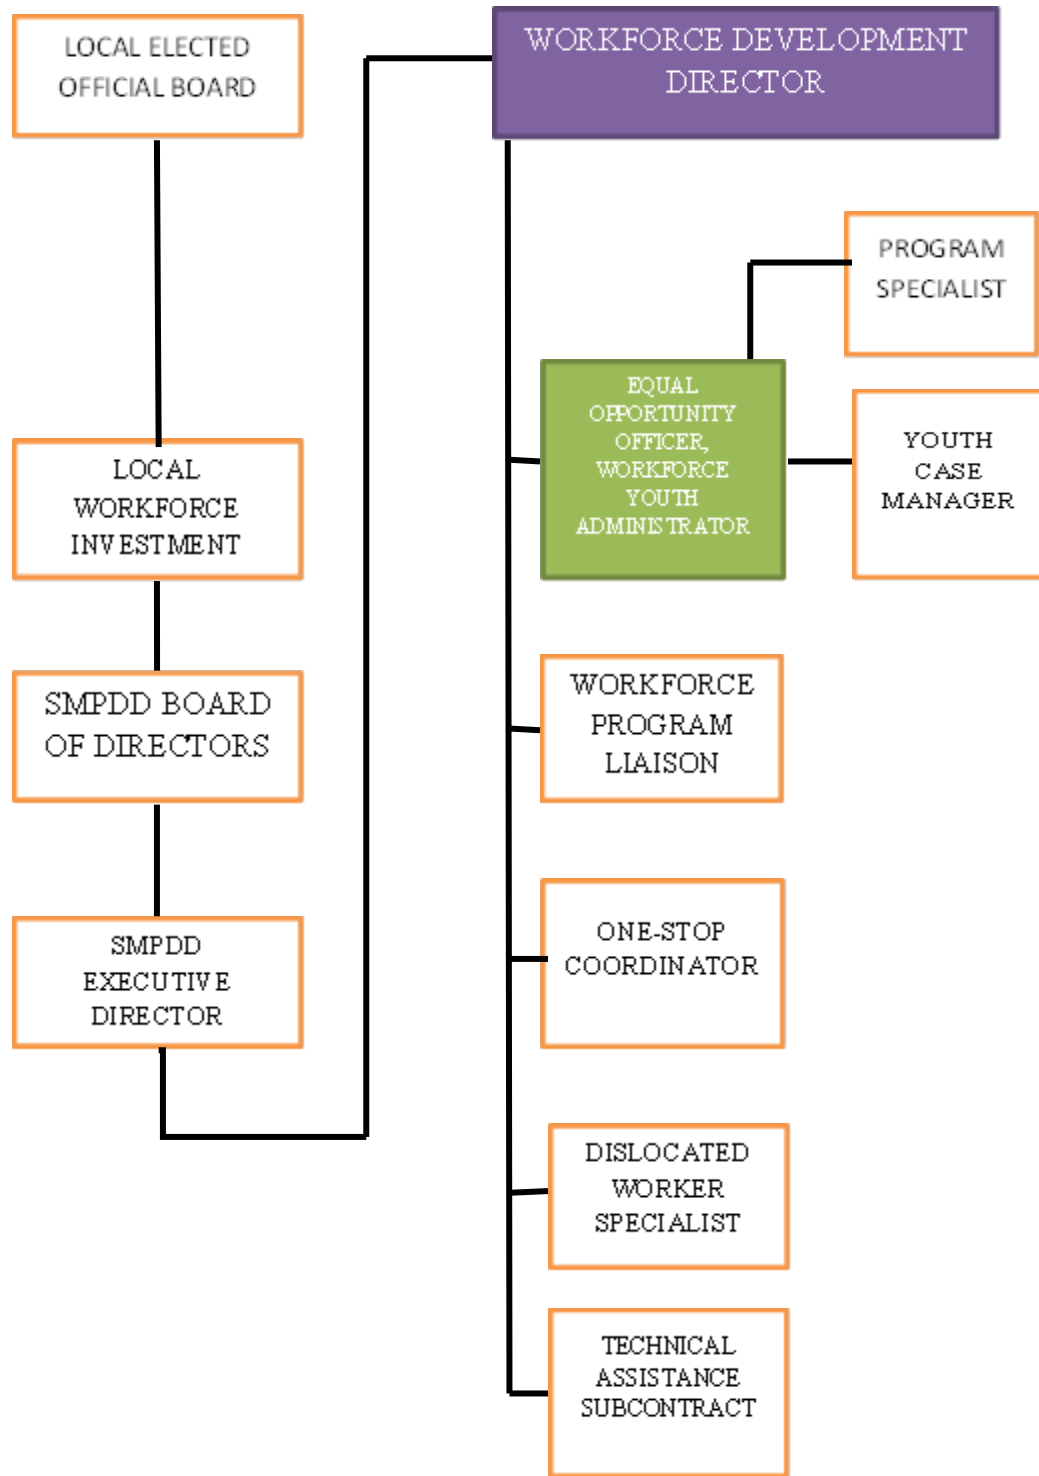 LOCAL ELECTED
OFFICIAL BOARD
LOCAL
WORKFORCE
INVESTMENT
SMPDD BOARD
OF DIRECTORS
SMPDD
EXECUTIVE
DIRECTOR
WORKFORCE DEVELOPMENT
DIRECTOR
PROGRAM
SPECIALIST
EQUAL
OPPORTUNITY
OFFICER,
WORKFORCE
YOUTH
ADMINISTRATOR
YOUTH
CASE
MANAGER
WORKFORCE
PROGRAM
LIAISON
ONE-STOP
COORDINATOR
DISLOCATED
WORKER
SPECIALIST
TECHNICAL
ASSISTANCE
SUBCONTRACT